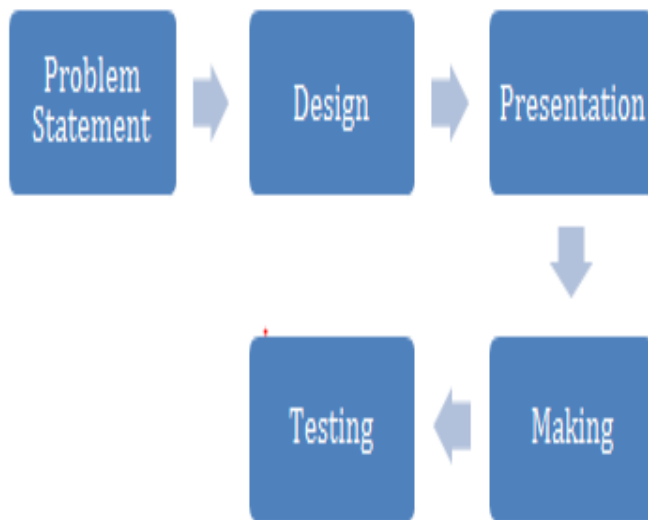 Problem
Statement
Design
Presentation
Making
Testing